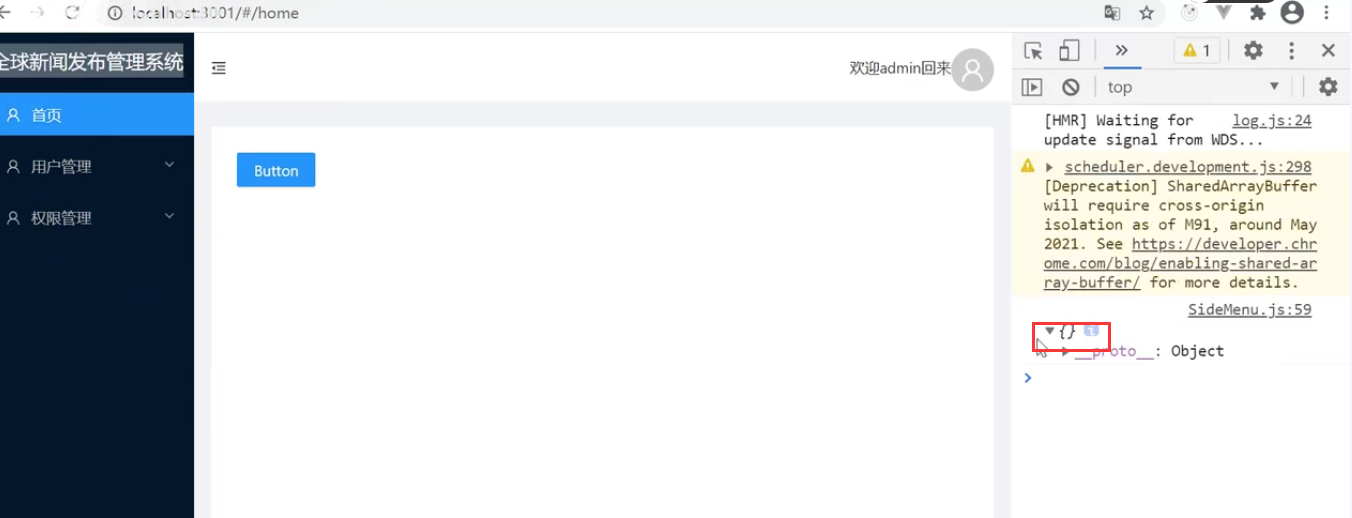 localhost:3001/#/home
全球新闻发布管理系统
首页
用户管理
权限管理
欢迎admin回来
Button
1
top
[HMR] Waiting for log.js:24
update signal from WDS...
scheduler.development.js:298
[Deprecation] SharedArrayBuffer
will require cross-origin
isolation as of M91, around May
2021. See https://developer.chr
ome.com/blog/enabling-shared-ar
ray-buffer/ for more details.
SideMenu.js:59
{} i
__proto__: Object